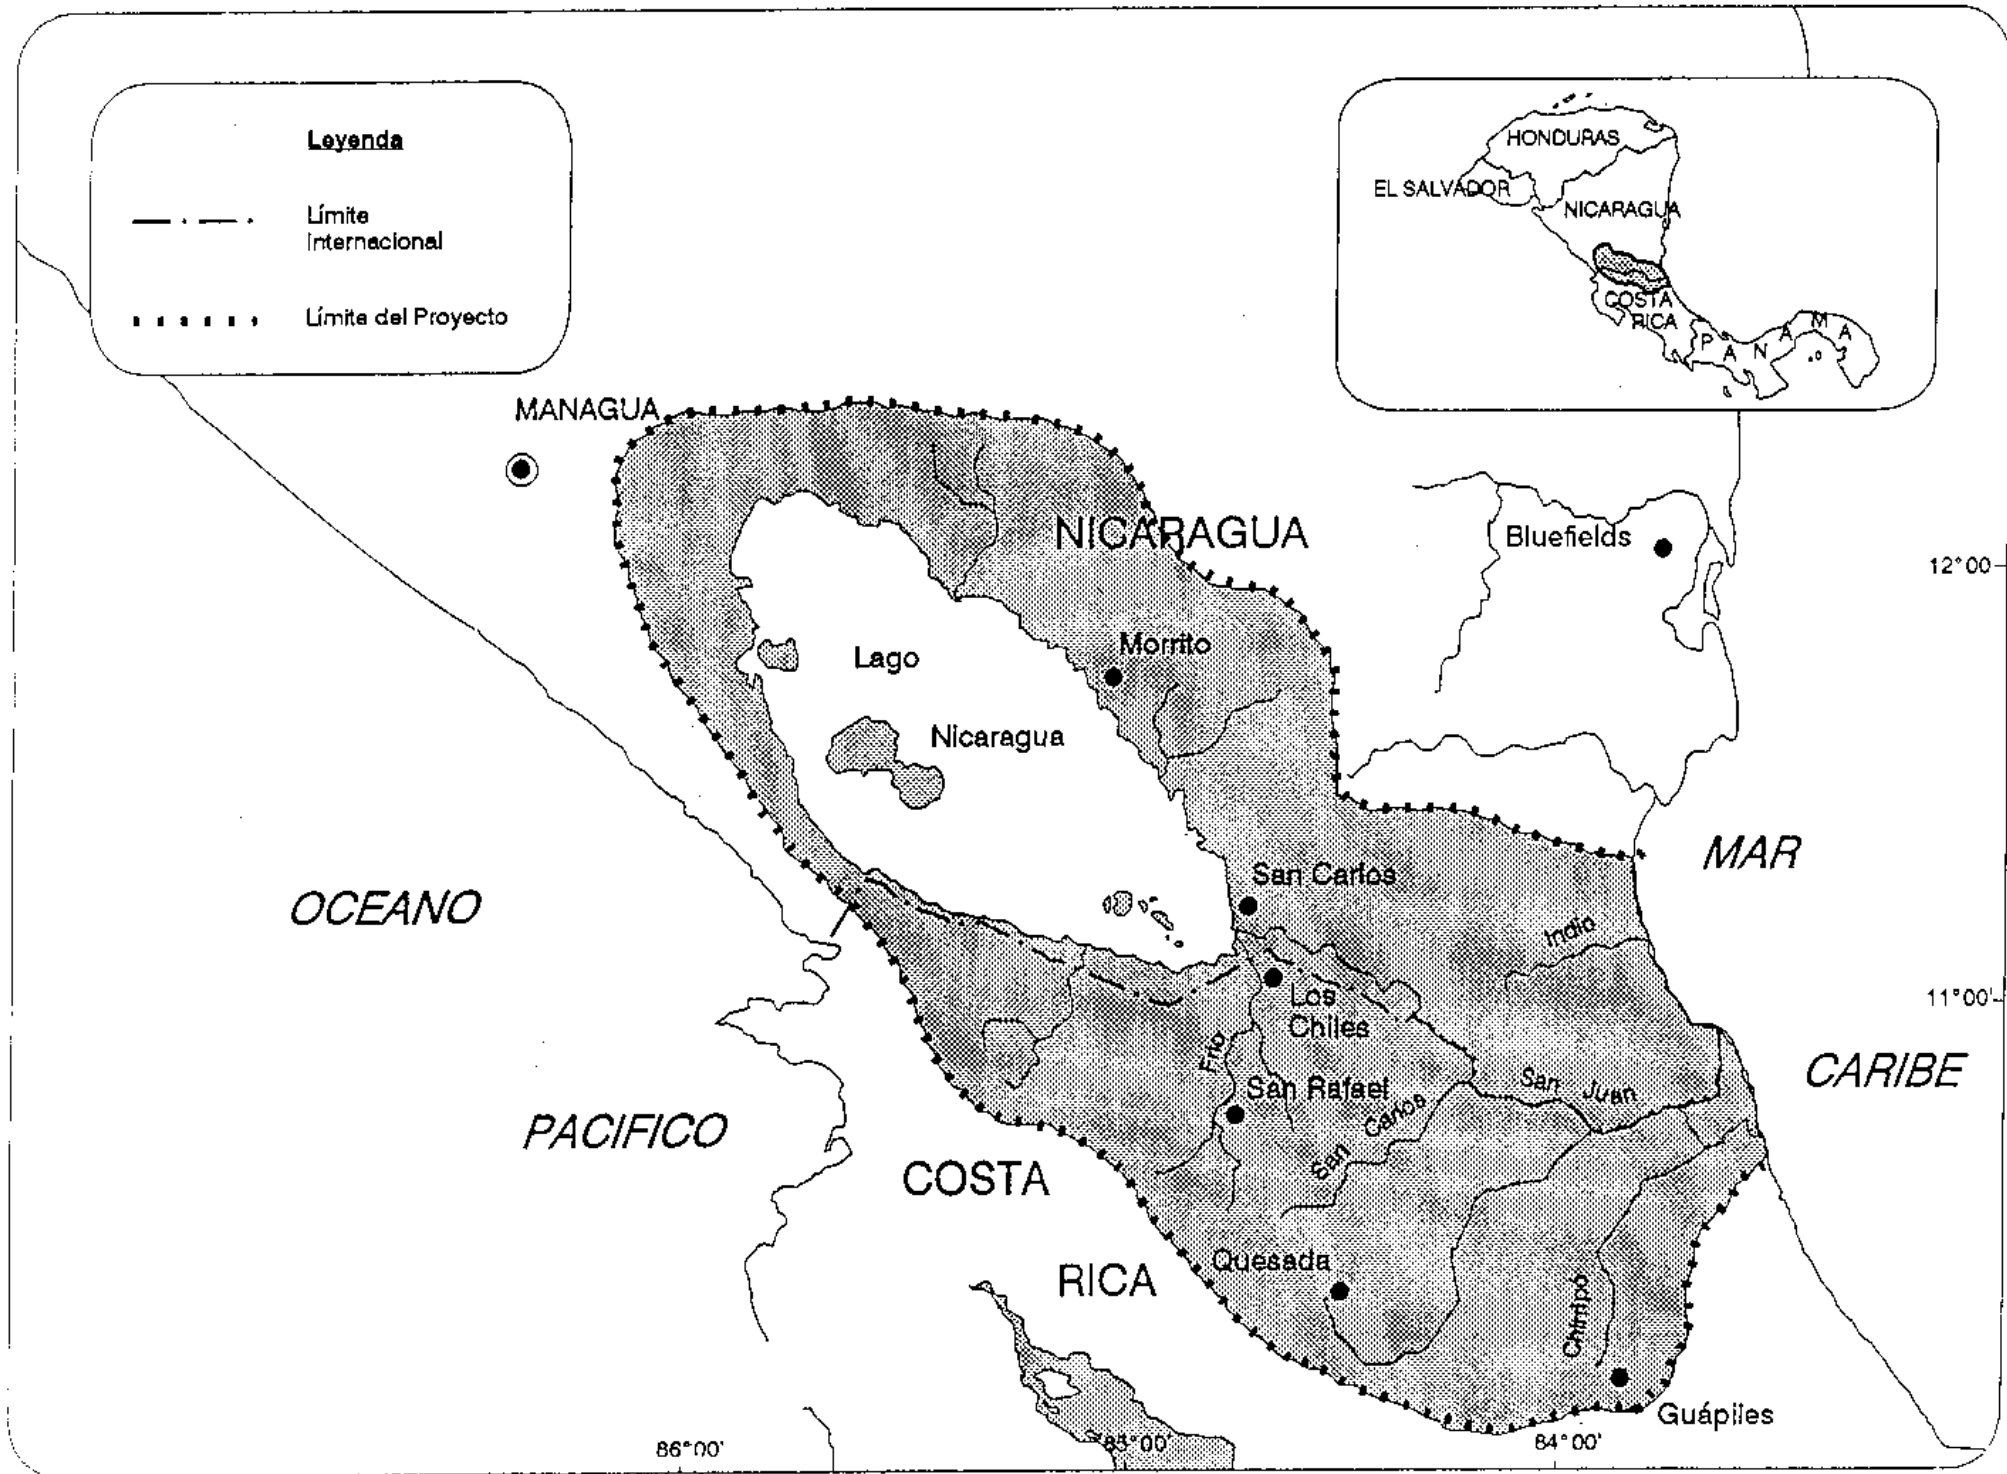 Leyenda
Límite
Internacional
Límite del Proyecto
HONDURAS
EL SALVADOR
NICARAGUA
COSTA
RICA
PANAMA
MANAGUA
NICARAGUA
Bluefields
12°00
Morrito
Lago
Nicaragua
MAR
San Carlos
OCEANO
Indio
11°00'
Los
Chiles
Frio
CARIBE
San Rafael
San Juan
San Carlos
PACIFICO
COSTA
Quesada
RICA
Chirripó
Guápiles
86°00'
85°00'
84°00'